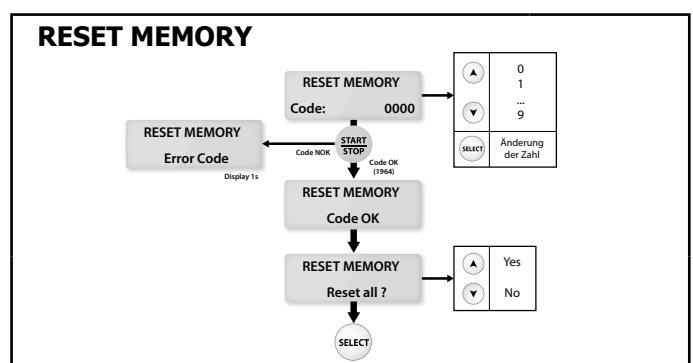 RESET MEMORY
RESET MEMORY
Code: 0000
0
1
...
9
SELECT
Änderung
der Zahl
RESET MEMORY
Error Code
Display 1s
Code NOK
START
STOP
Code OK
(1964)
RESET MEMORY
Code OK
RESET MEMORY
Reset all ?
Yes
No
SELECT